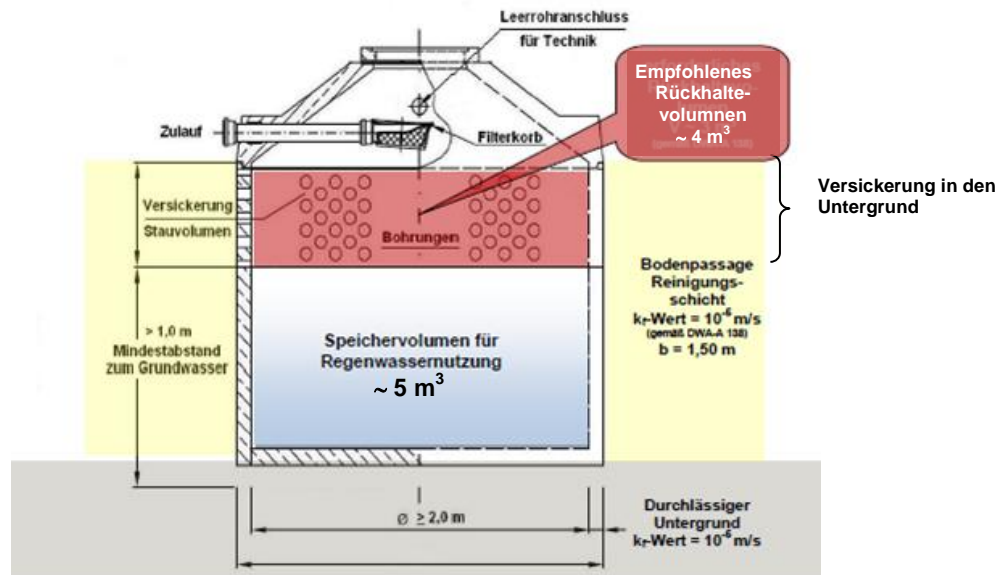 Leerrohranschluss
für Technik
Empfohlenes
Rückhalte-
volumnen
~ 4 m³
Zulauf
Filterkorb
Versickerung in den
Untergrund
Versickerung
Stauvolumen
Bohrungen
Bodenpassage
Reinigungs-
schicht
kf-Wert = 10⁻⁶ m/s
(gemäß DWA-A 138)
b = 1,50 m
> 1,0 m
Mindestabstand
zum Grundwasser
Speichervolumen für
Regenwassernutzung
~ 5 m³
Ø ≥ 2,0 m
Durchlässiger
Untergrund
kf-Wert = 10⁻⁶ m/s